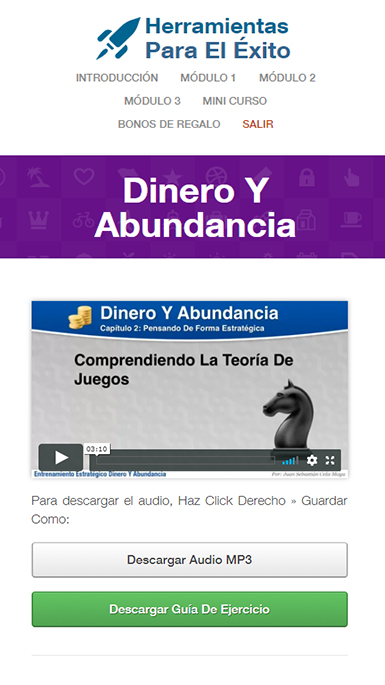 Herramientas
Para El Éxito
INTRODUCCIÓN MÓDULO 1 MÓDULO 2
MÓDULO 3 MINI CURSO
BONOS DE REGALO SALIR
Dinero Y
Abundancia
Dinero Y Abundancia
Capítulo 2: Pensando De Forma Estratégica
Comprendiendo La Teoría De
Juegos
03:10
Entrenamiento Estratégico Dinero Y Abundancia Por: Juan Sebastián Celis Maya
Para descargar el audio, Haz Click Derecho » Guardar
Como:
Descargar Audio MP3
Descargar Guía De Ejercicio